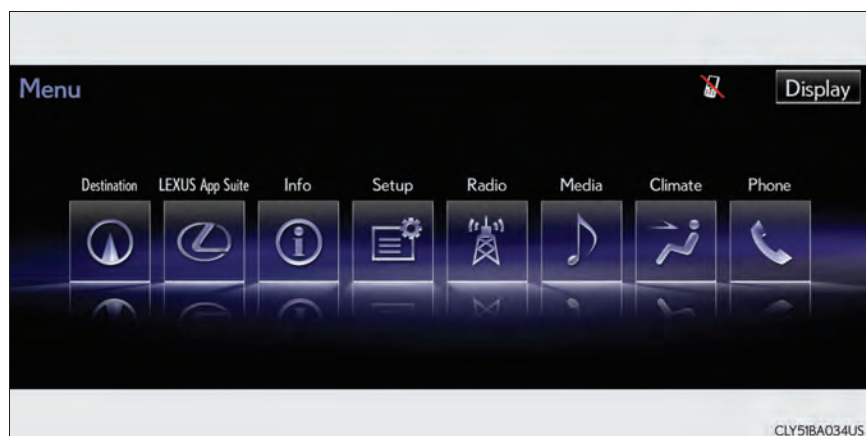 Menu
Display
Destination LEXUS App Suite Info Setup Radio Media Climate Phone
CLY51BA034US